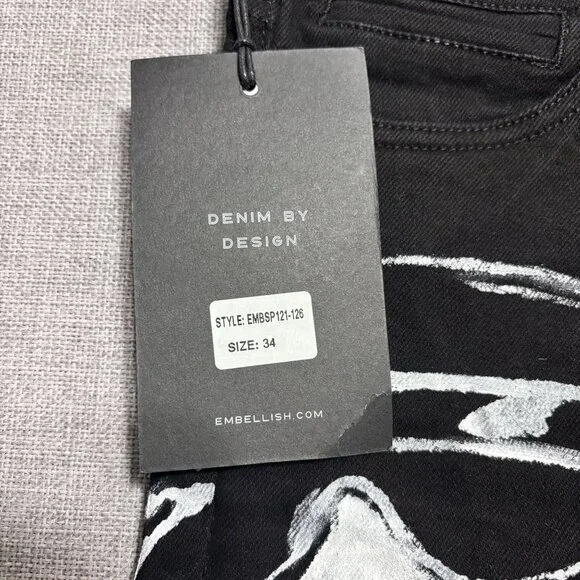 DENIM BY
DESIGN
STYLE: EMBSP121-126
SIZE: 34
EMBELLISH.COM